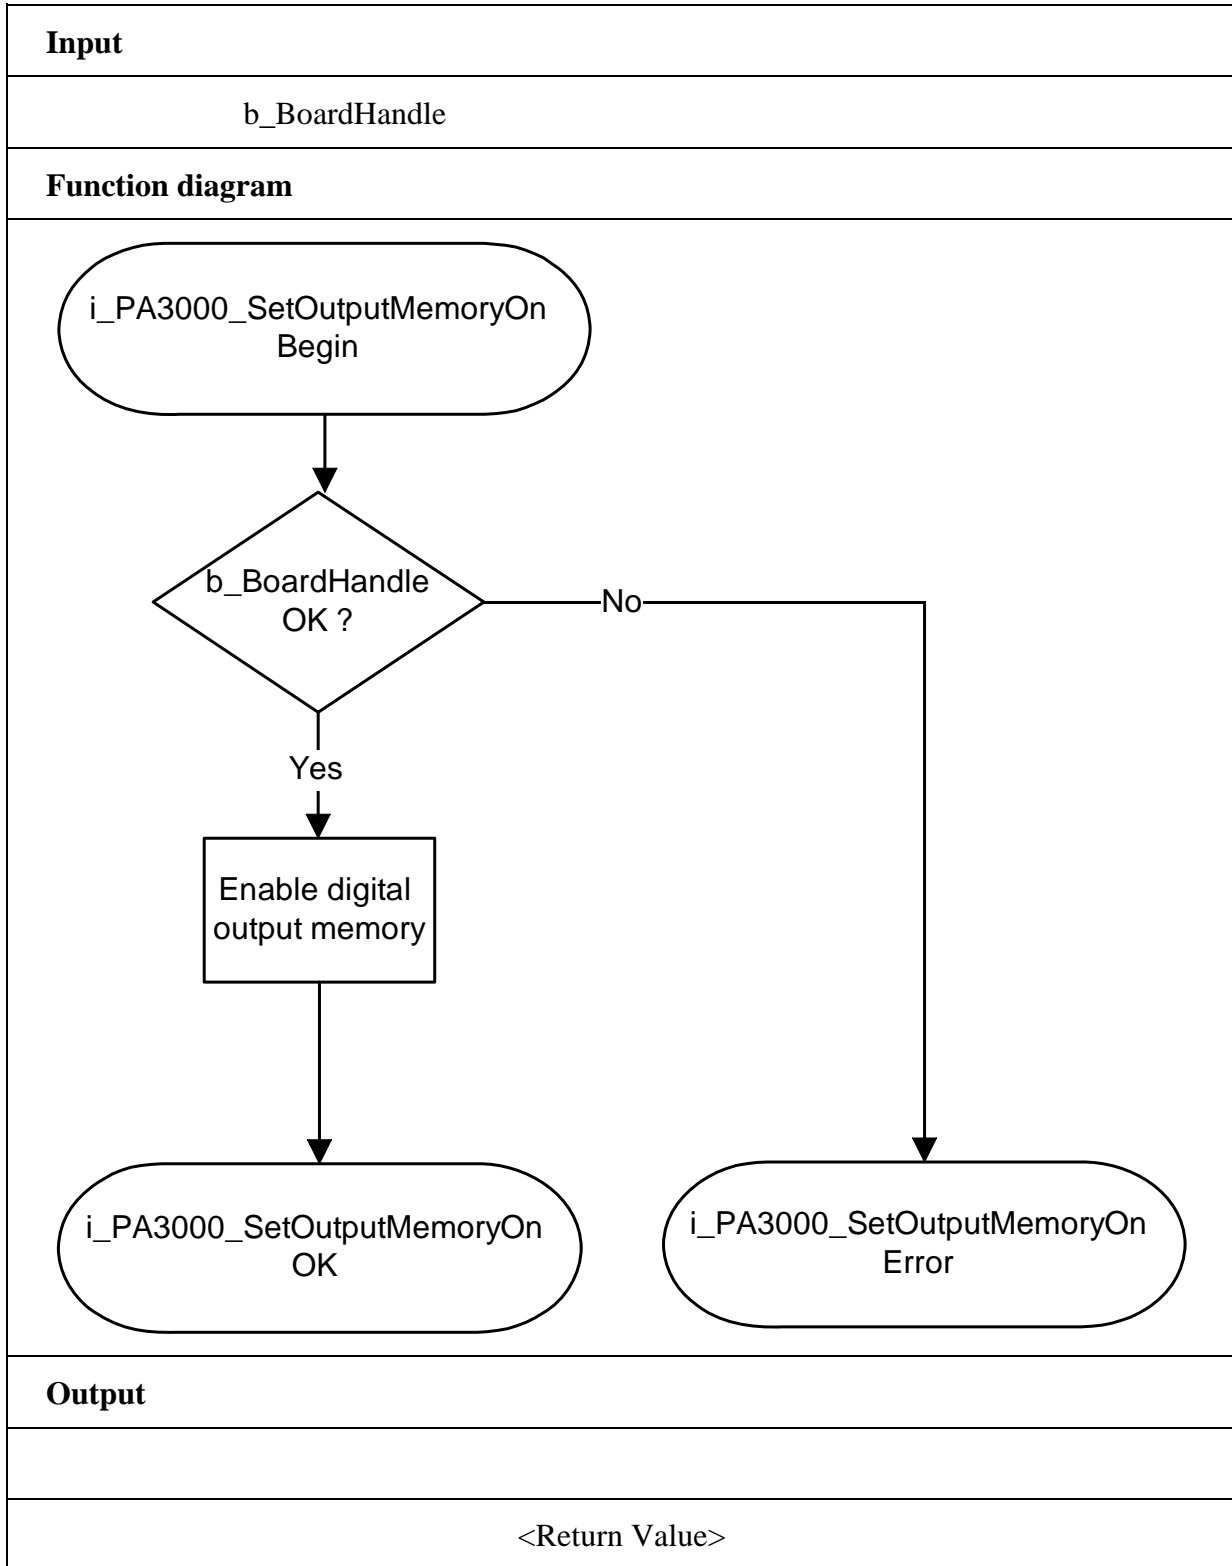 Input
b_BoardHandle
Function diagram
i_PA3000_SetOutputMemoryOn
Begin
b_BoardHandle
OK ?
No
Yes
Enable digital
output memory
i_PA3000_SetOutputMemoryOn
OK
i_PA3000_SetOutputMemoryOn
Error
Output
<Return Value>